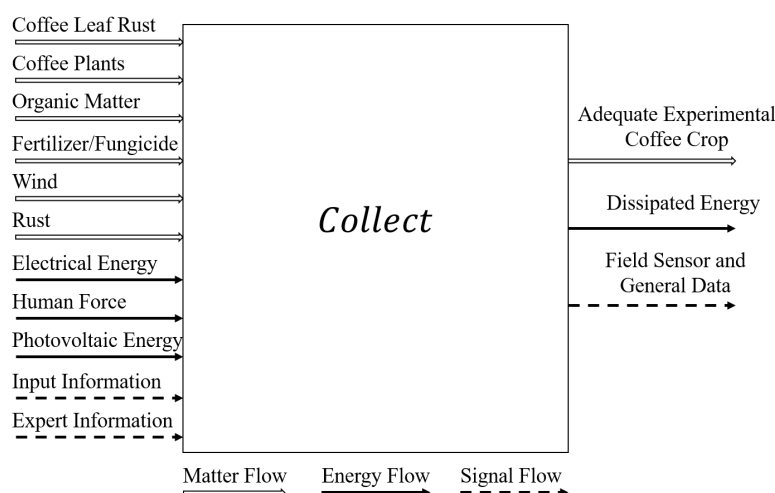 Coffee Leaf Rust
Coffee Plants
Organic Matter
Fertilizer/Fungicide
Wind
Rust
Electrical Energy
Human Force
Photovoltaic Energy
Input Information
Expert Information
Collect
Adequate Experimental
Coffee Crop
Dissipated Energy
Field Sensor and
General Data
Matter Flow
Energy Flow
Signal Flow